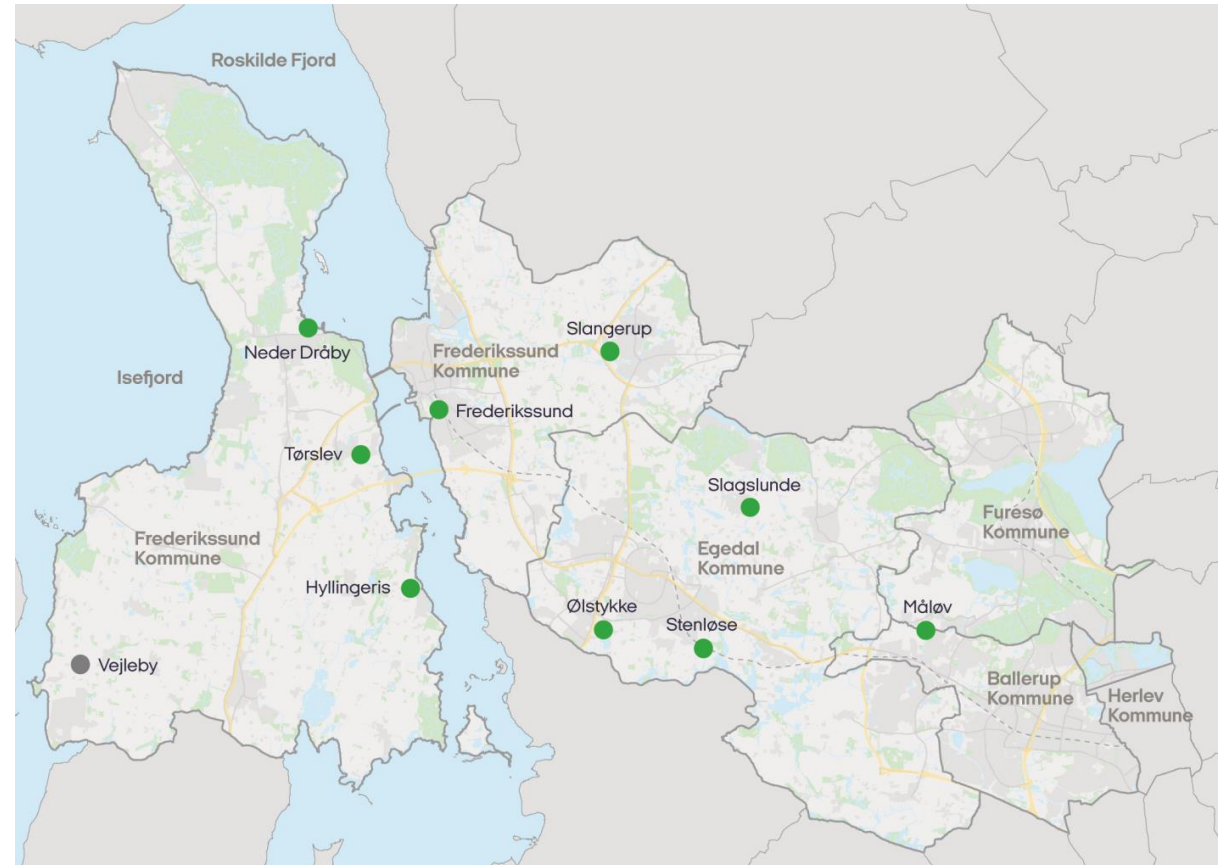 Roskilde Fjord
Isefjord
Neder Dråby
Frederikssund
Kommune
Slangerup
Frederikssund
Tørslev
Slagslunde
Furesø
Kommune
Frederikssund
Kommune
Egedal
Kommune
Hyllingeris
Ølstykke
Stenløse
Måløv
Vejleby
Ballerup
Kommune
Herlev
Kommune